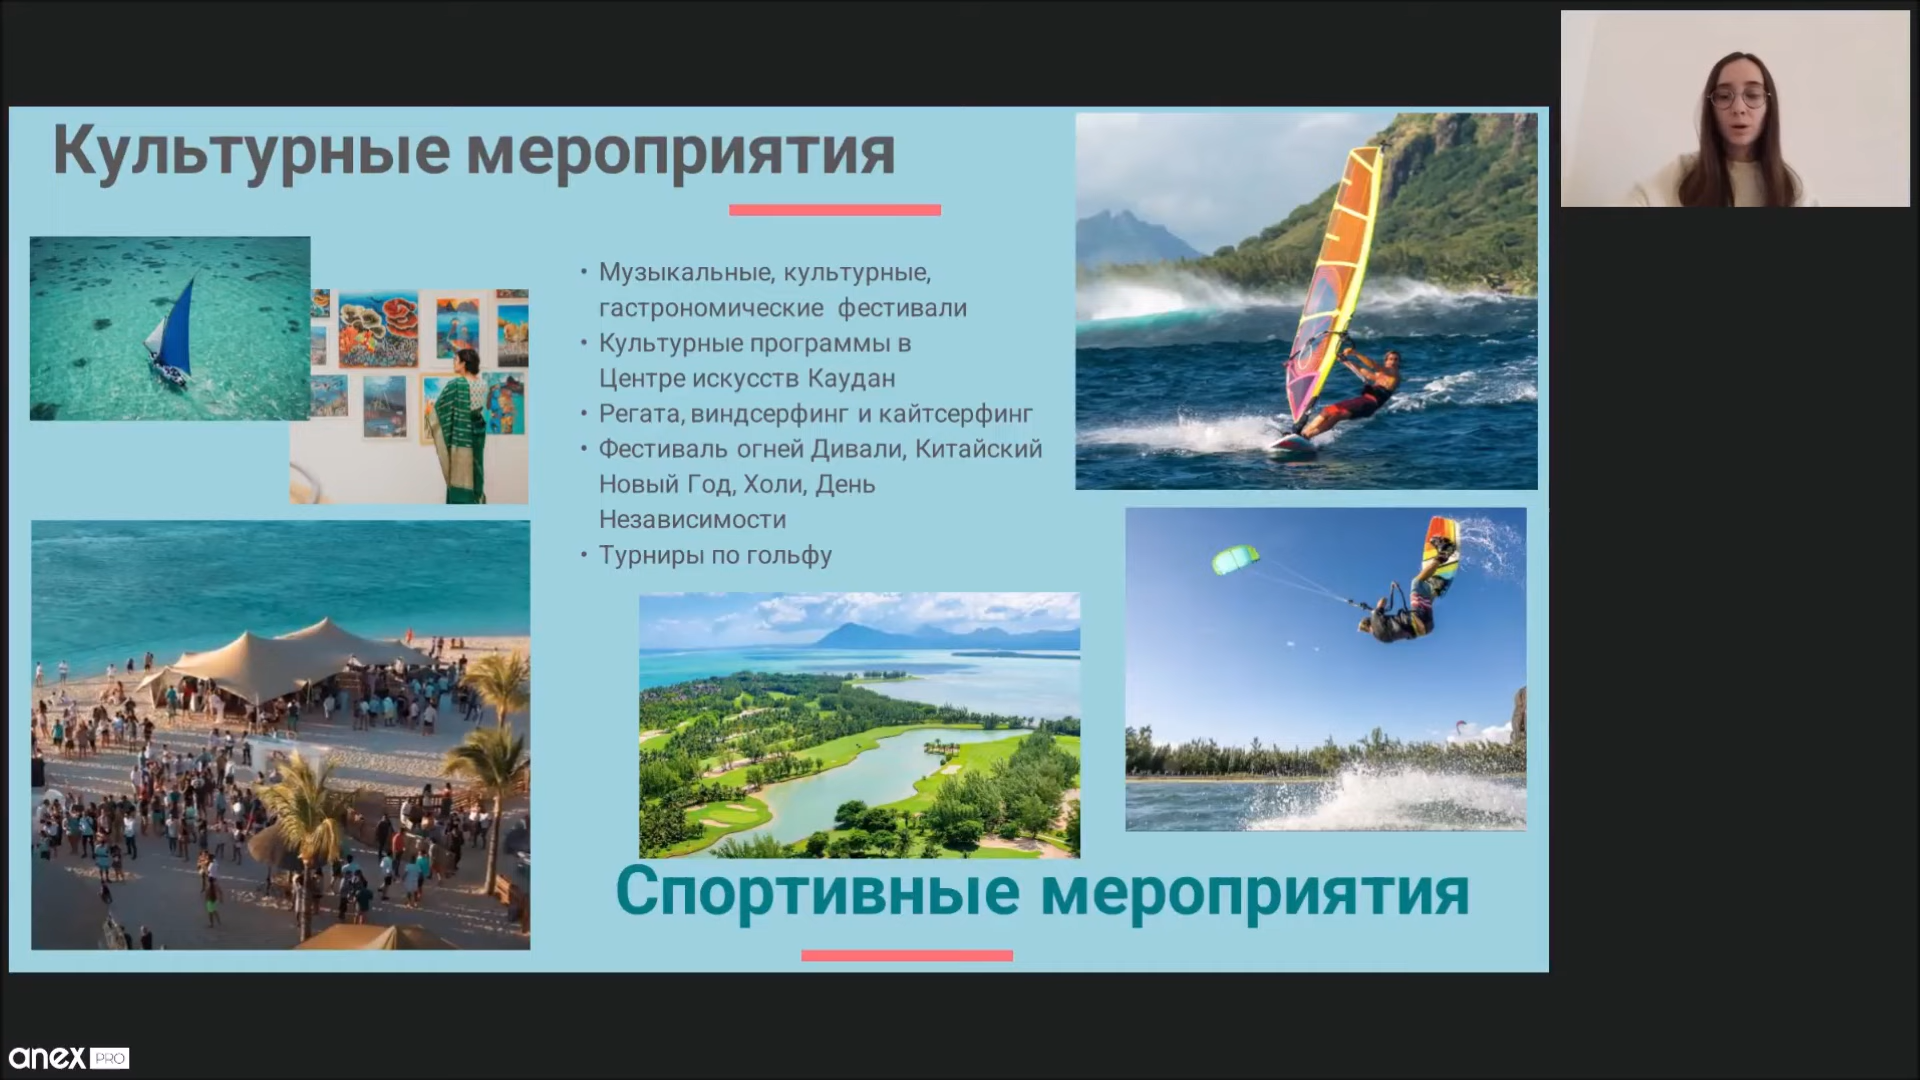 Культурные мероприятия
• Музыкальные, культурные,
гастрономические фестивали
• Культурные программы в
Центре искусств Каудан
• Регата, виндсерфинг и кайтсерфинг
• Фестиваль огней Дивали, Китайский
Новый Год, Холи, День
Независимости
• Турниры по гольфу
Спортивные мероприятия
anex PRO